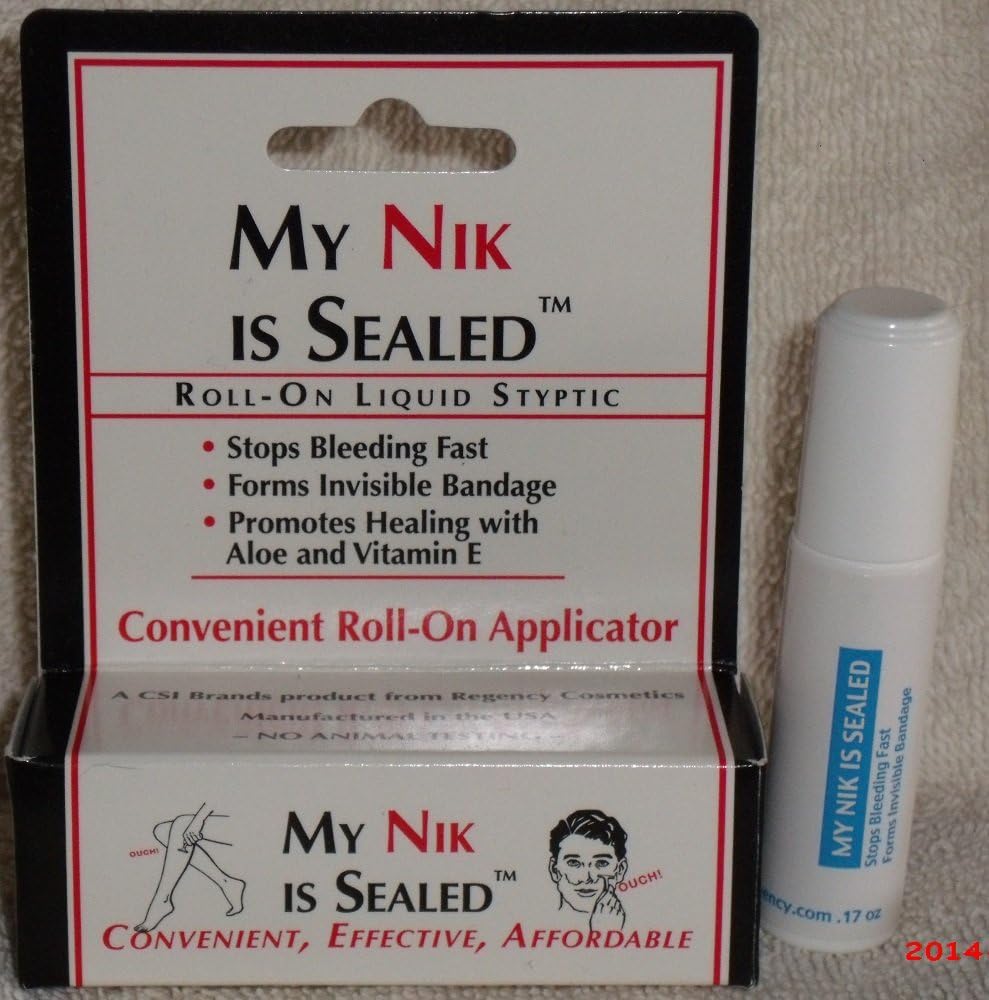 My Nik
is Sealed™
Roll-On Liquid Styptic
• Stops Bleeding Fast
• Forms Invisible Bandage
• Promotes Healing with
Aloe and Vitamin E
Convenient Roll-On Applicator
A CSI Brands product from Regency Cosmetics
Manufactured in the USA
– NO ANIMAL TESTING –
OUCH!
My Nik
is Sealed™
OUCH!
Convenient, Effective, Affordable
MY NIK IS SEALED
Stops Bleeding Fast
Forms Invisible Bandage
ency.com .17 oz
2014